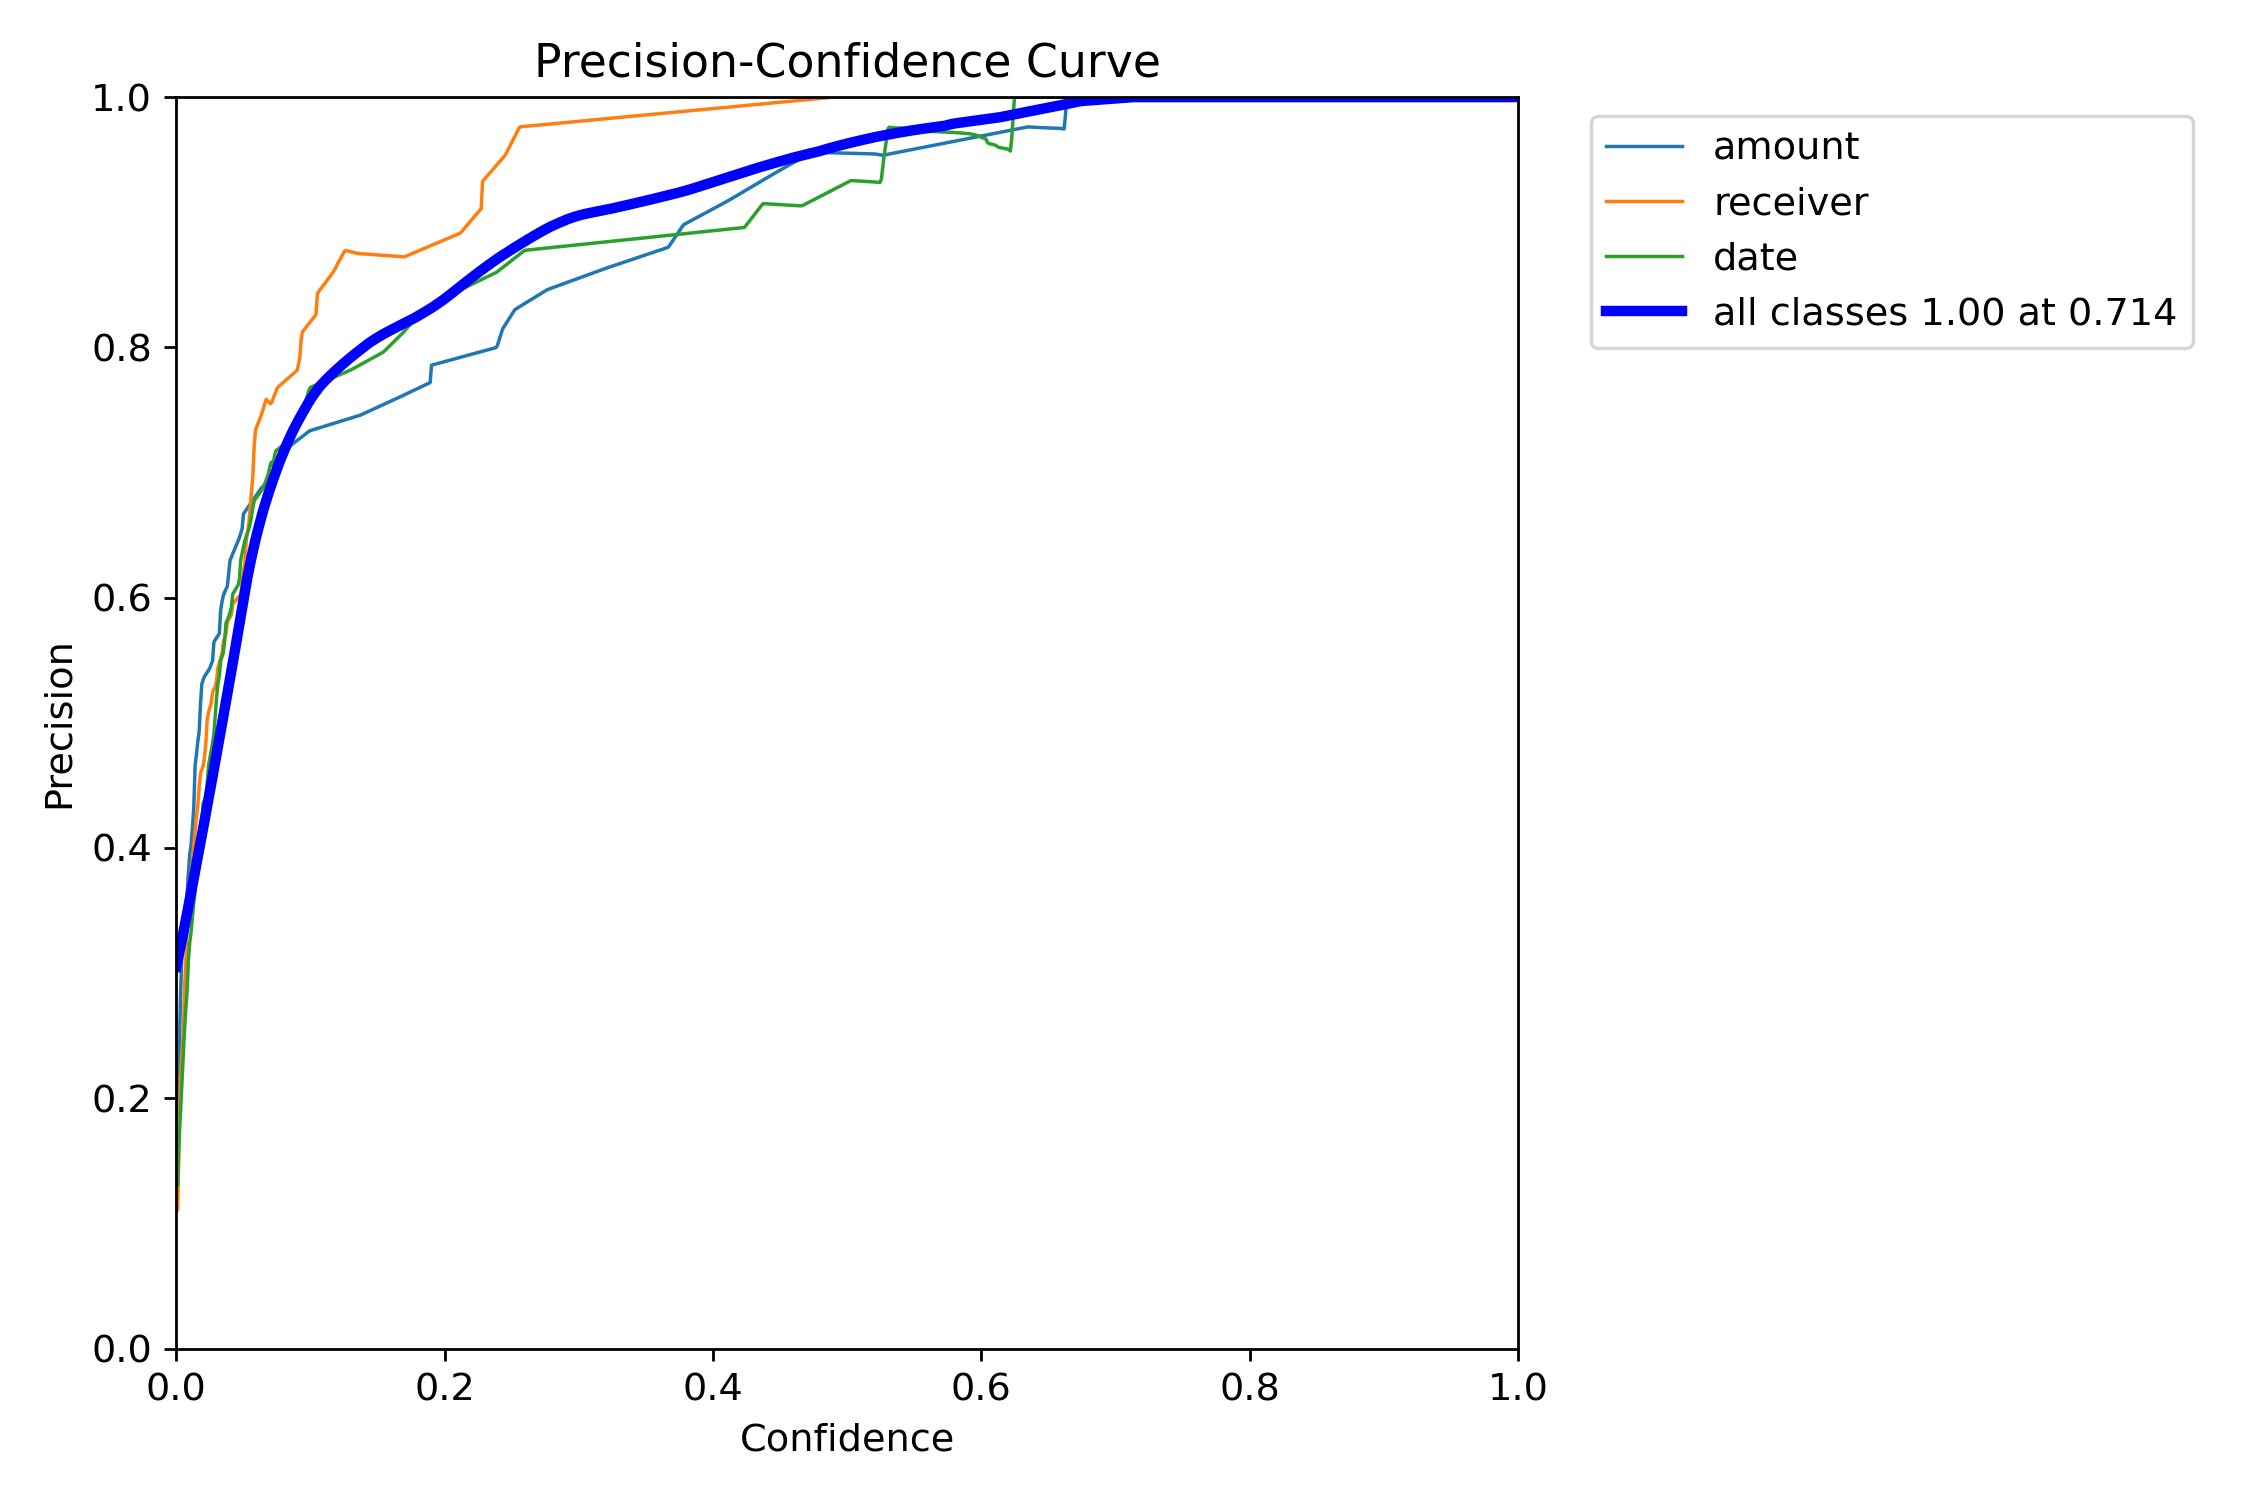 Precision-Confidence Curve
1.0
0.8
0.6
0.4
0.2
0.0
Precision
0.0 0.2 0.4 0.6 0.8 1.0
Confidence
amount
receiver
date
all classes 1.00 at 0.714